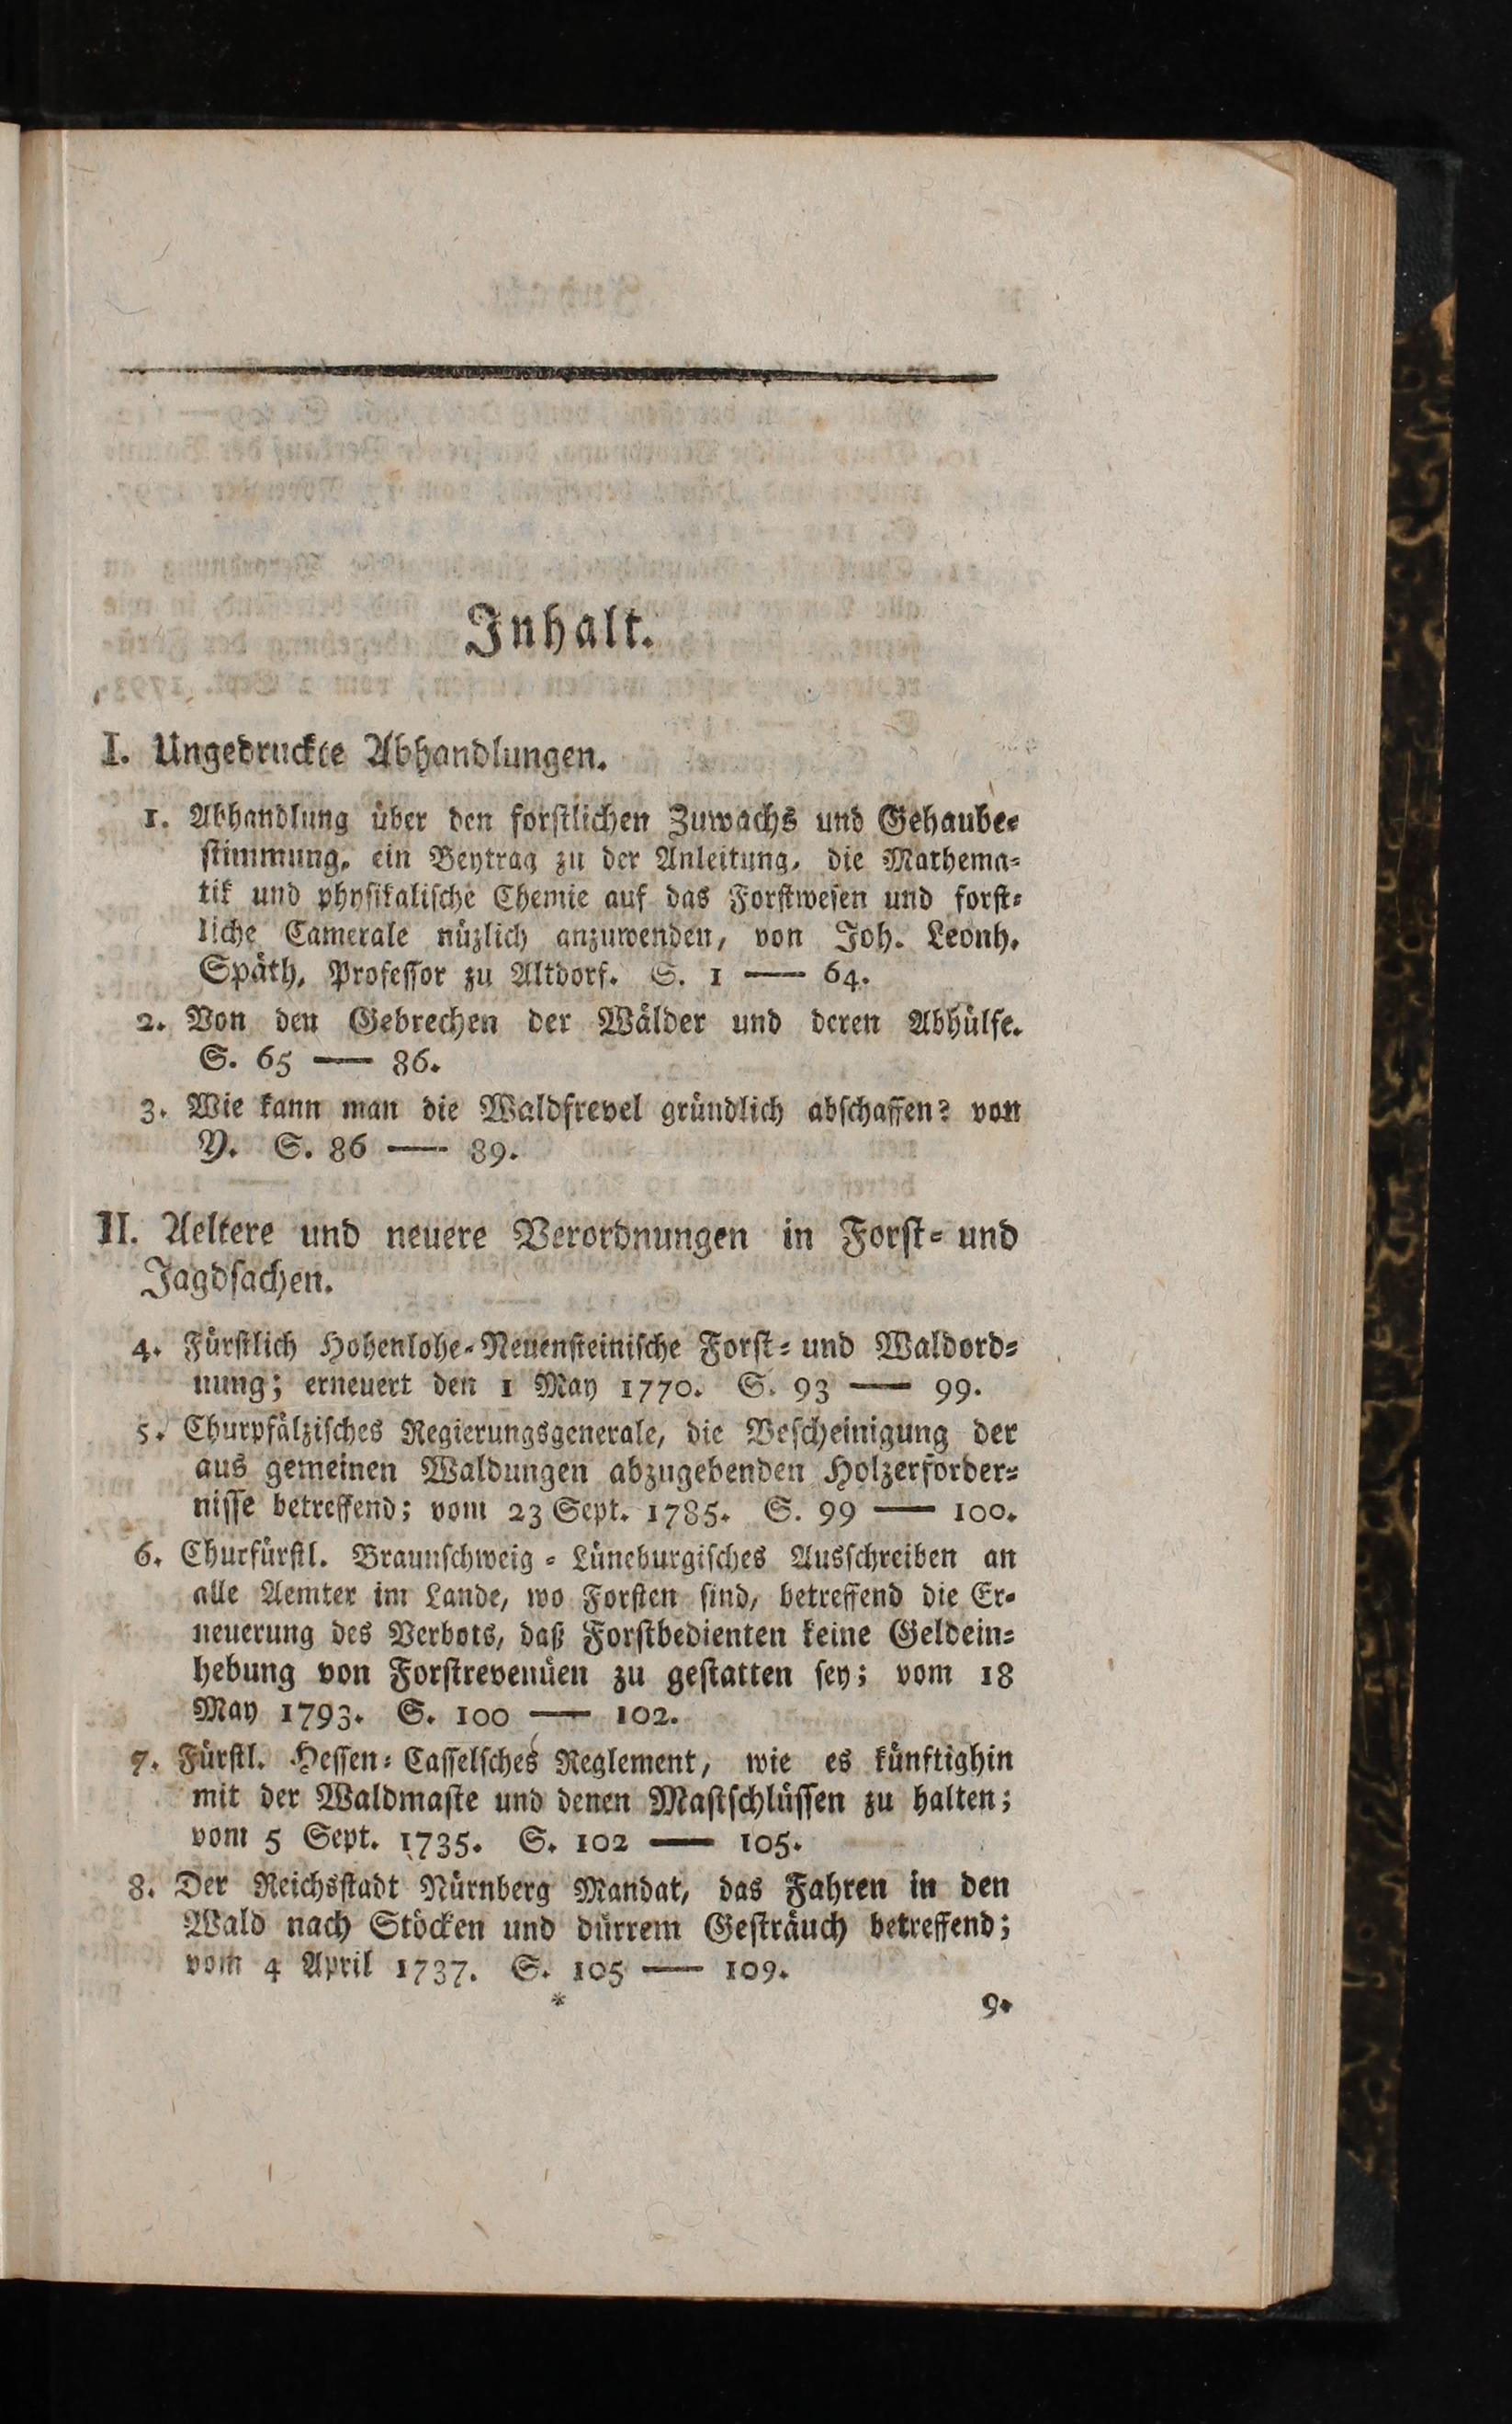 Inhalt.
I. Ungedruckte Abhandlungen.
1. Abhandlung über den forstlichen Zuwachs und Gehaube-
stimmung, ein Beytrag zu der Anleitung, die Mathema-
tik und physikalische Chemie auf das Forstwesen und forst-
liche Camerale nüzlich anzuwenden, von Joh. Leonh.
Späth, Professor zu Altdorf. S. 1 — 64.
2. Von den Gebrechen der Wälder und deren Abhülfe.
S. 65 — 86.
3. Wie kann man die Waldfrevel gründlich abschaffen? von
Y. S. 86 — 89.
II. Aeltere und neuere Verordnungen in Forst- und
Jagdsachen.
4. Fürstlich Hohenlohe-Neuensteinische Forst- und Waldord-
nung; erneuert den 1 May 1770. S. 93 — 99.
5. Churpfälzisches Regierungsgenerale, die Bescheinigung der
aus gemeinen Waldungen abzugebenden Holzerforder-
nisse betreffend; vom 23 Sept. 1785. S. 99 — 100.
6. Churfürstl. Braunschweig-Lüneburgisches Ausschreiben an
alle Aemter im Lande, wo Forsten sind, betreffend die Er-
neuerung des Verbots, daß Forstbedienten keine Geldein-
hebung von Forstrevenüen zu gestatten sey; vom 18
May 1793. S. 100 — 102.
7. Fürstl. Hessen-Casselsches Reglement, wie es künftighin
mit der Waldmaste und denen Mastschlüssen zu halten;
vom 5 Sept. 1735. S. 102 — 105.
8. Der Reichsstadt Nürnberg Mandat, das Fahren in den
Wald nach Stöcken und dürrem Gesträuch betreffend;
vom 4 April 1737. S. 105 — 109.
* 9.